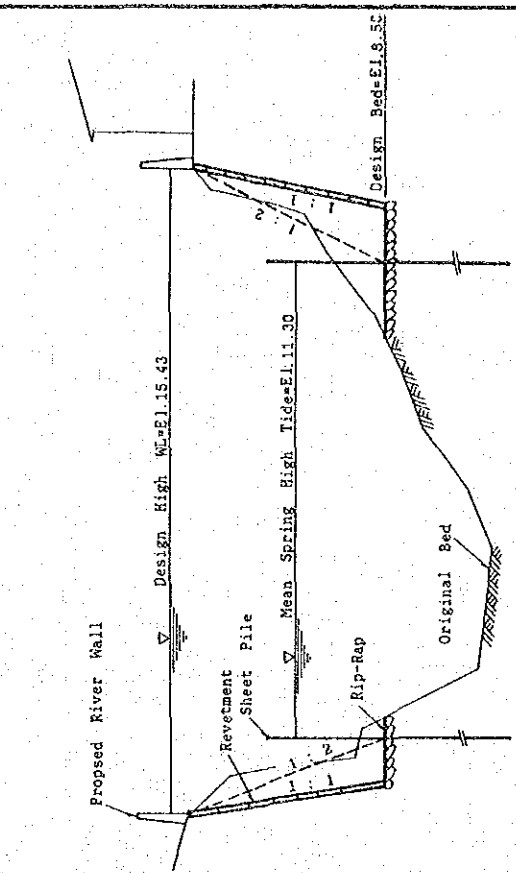 Propsed River Wall
Design High WL=El.15.43
Revetment
Sheet Pile
Mean Spring High Tide=El.11.30
Rip-Rap
Original Bed
Design Bed=El.8.50
1 : 2
1 : 1
1 : 2
1 : 1